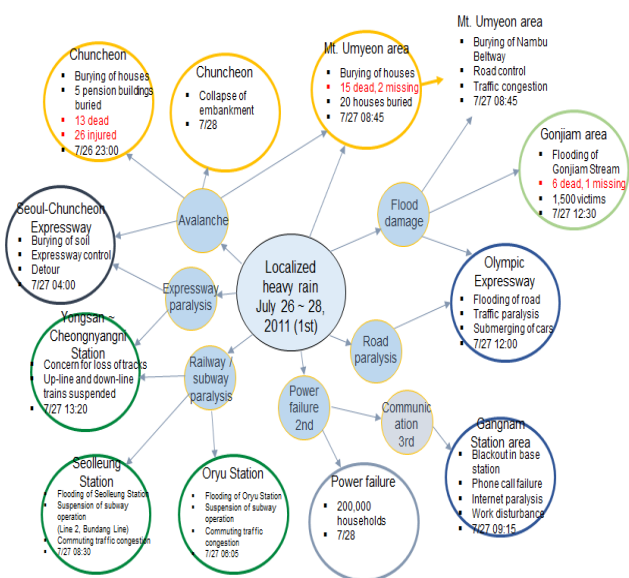 Chuncheon
▪ Burying of houses
▪ 5 pension buildings
buried
▪ 13 dead
▪ 26 injured
▪ 7/26 23:00
Chuncheon
▪ Collapse of
embankment
▪ 7/28
Mt. Umyeon area
▪ Burying of houses
▪ 15 dead, 2 missing
▪ 20 houses buried
▪ 7/27 08:45
Mt. Umyeon area
▪ Burying of Nambu
Beltway
▪ Road control
▪ Traffic congestion
▪ 7/27 08:45
Gonjiam area
▪ Flooding of
Gonjiam Stream
▪ 6 dead, 1 missing
▪ 1,500 victims
▪ 7/27 12:30
Seoul-Chuncheon
Expressway
▪ Burying of soil
▪ Expressway control
▪ Detour
▪ 7/27 04:00
Avalanche
Flood
damage
Localized
heavy rain
July 26 ~ 28,
2011 (1st)
Expressway
paralysis
Olympic
Expressway
▪ Flooding of road
▪ Traffic paralysis
▪ Submerging of cars
▪ 7/27 12:00
Yongsan ~
Cheongnyangni
Station
▪ Concern for loss of tracks
▪ Up-line and down-line
trains suspended
▪ 7/27 13:20
Railway /
subway
paralysis
Road
paralysis
Power
failure
2nd
Communic
ation
3rd
Gangnam
Station area
▪ Blackout in base
station
▪ Phone call failure
▪ Internet paralysis
▪ Work disturbance
▪ 7/27 09:15
Seolleung
Station
▪ Flooding of Seolleung Station
▪ Suspension of subway
operation
(Line 2, Bundang Line)
▪ Commuting traffic congestion
▪ 7/27 08:30
Oryu Station
▪ Flooding of Oryu Station
▪ Suspension of subway
operation
▪ Commuting traffic
congestion
▪ 7/27 06:05
Power failure
▪ 200,000
households
▪ 7/28